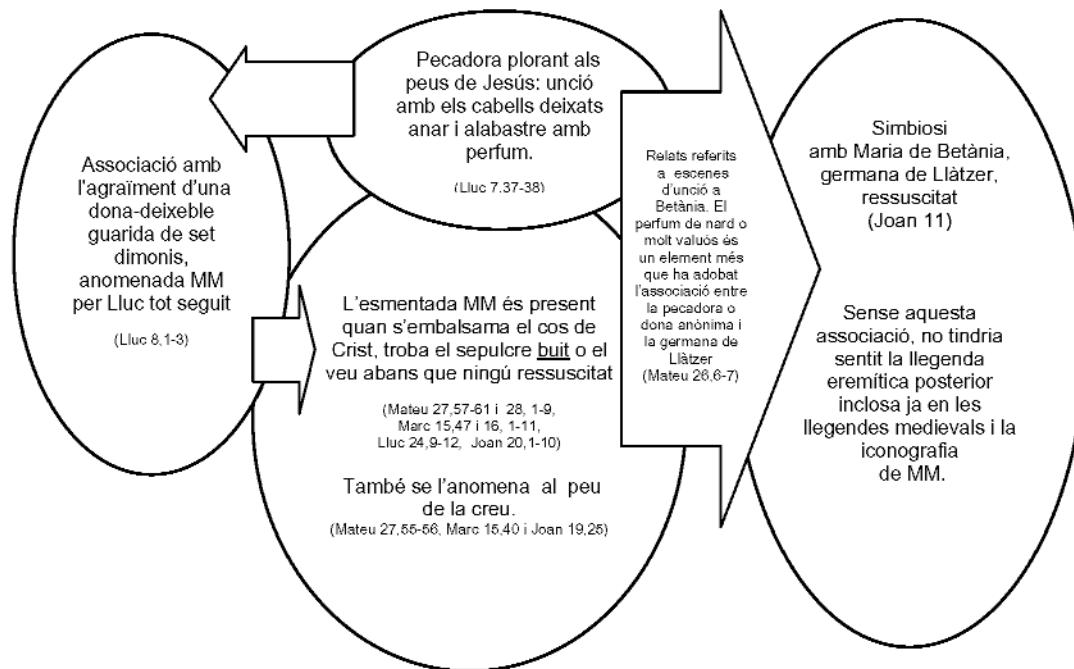 Pecadora plorant als
peus de Jesús: unció
amb els cabells deixats
anar i alabastre amb
perfum.
(Lluc 7,37-38)
Associació amb
l'agraïment d'una
dona-deixeble
guarida de set
dimonis,
anomenada MM
per Lluc tot seguit
(Lluc 8,1-3)
L'esmentada MM és present
quan s'embalsama el cos de
Crist, troba el sepulcre buit o el
veu abans que ningú ressuscitat
(Mateu 27,57-61 i 28, 1-9,
Marc 15,47 i 16, 1-11,
Lluc 24,9-12, Joan 20,1-10)
També se l'anomena al peu
de la creu.
(Mateu 27,55-56, Marc 15,40 i Joan 19,25)
Relats referits
a escenes
d'unció a
Betània. El
perfum de nard o
molt valuós és
un element més
que ha adobat
l'associació entre
la pecadora o
dona anònima i
la germana de
Llàtzer
(Mateu 26,6-7)
Simbiosi
amb Maria de Betània,
germana de Llàtzer,
ressuscitat
(Joan 11)
Sense aquesta
associació, no tindria
sentit la llegenda
eremítica posterior
inclosa ja en les
llegendes medievals i la
iconografia
de MM.